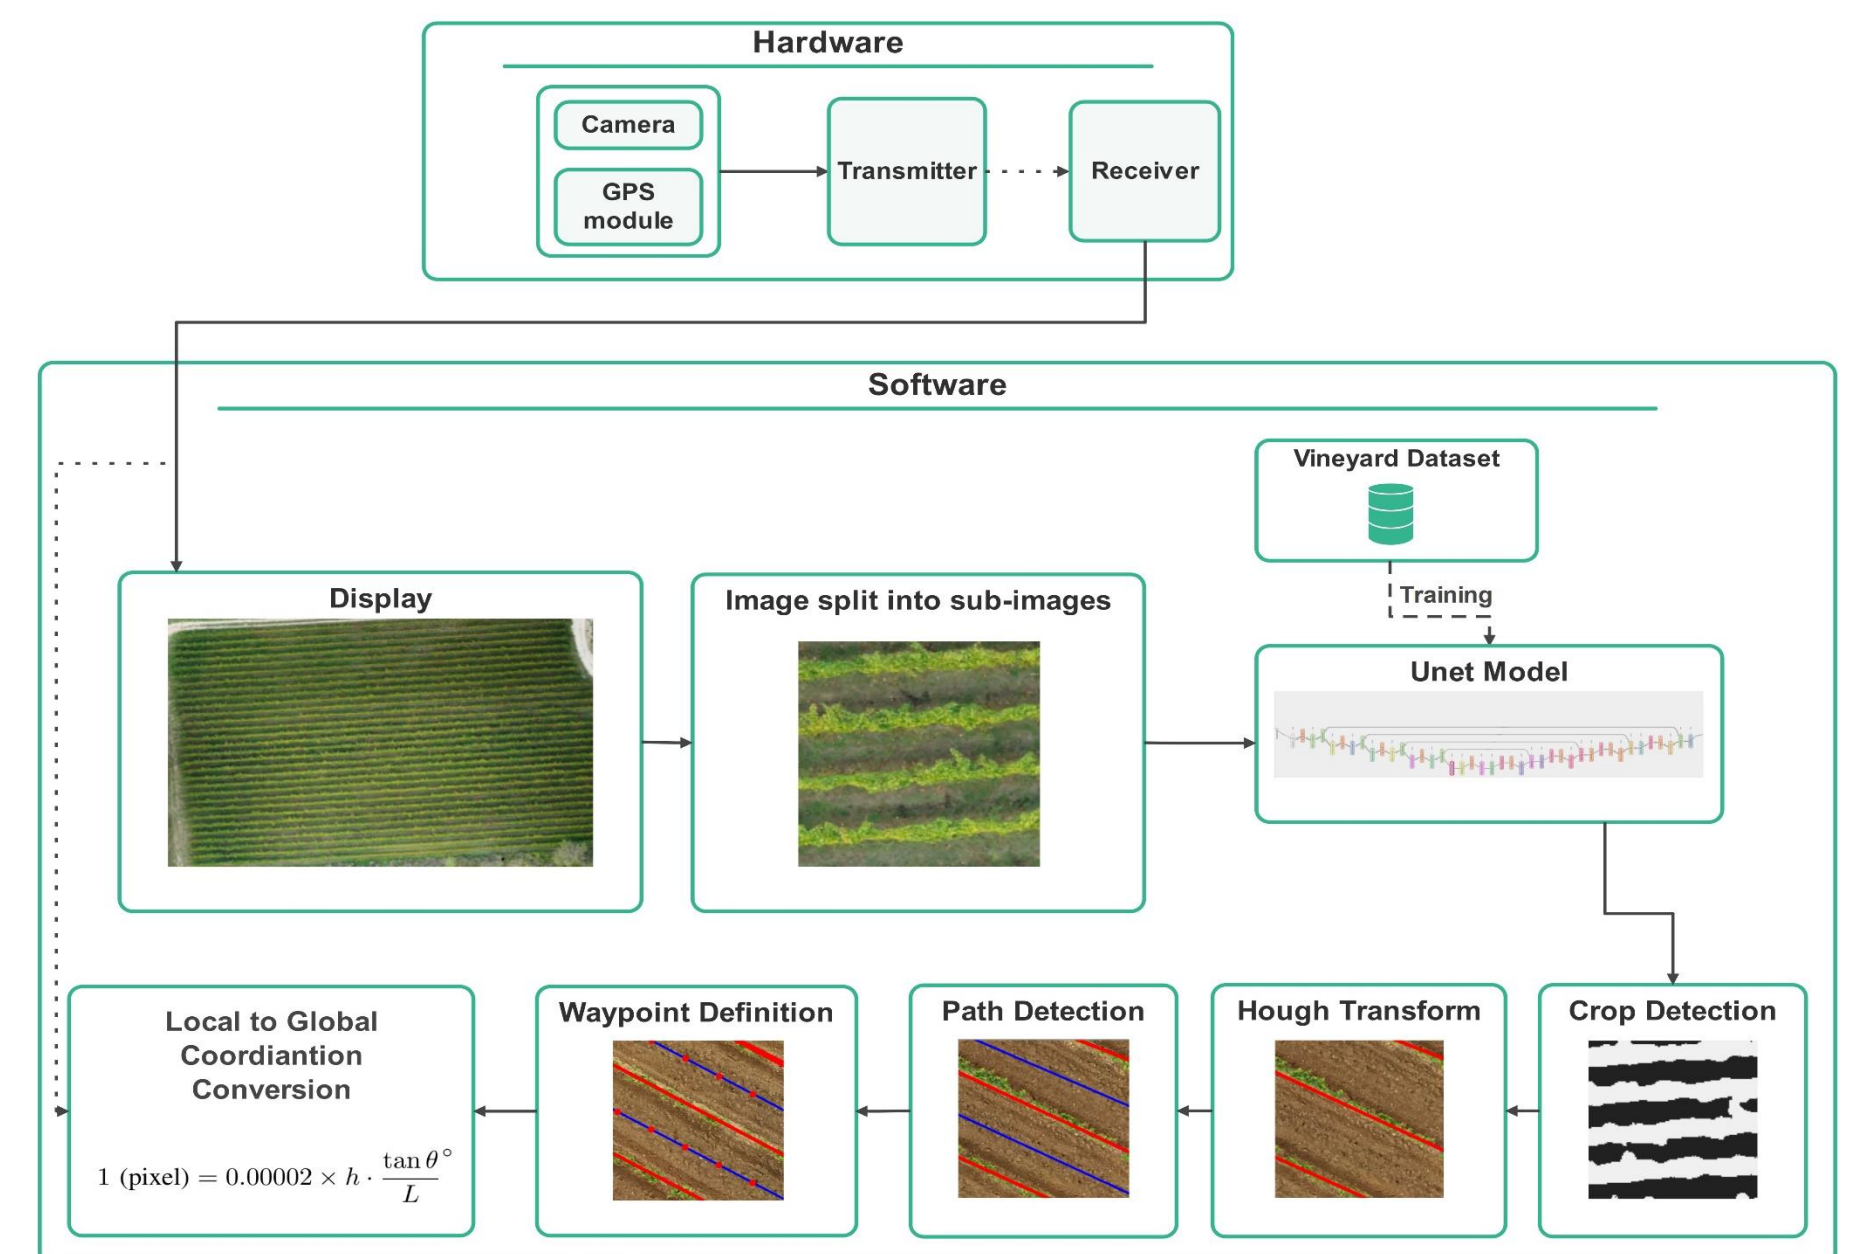 Hardware
Camera
GPS
module
Transmitter
Receiver
Software
Vineyard Dataset
Training
Display
Image split into sub-images
Unet Model
Local to Global
Coordiantion
Conversion
1 (pixel) = 0.00002 × h · tan θ° / L
Waypoint Definition
Path Detection
Hough Transform
Crop Detection